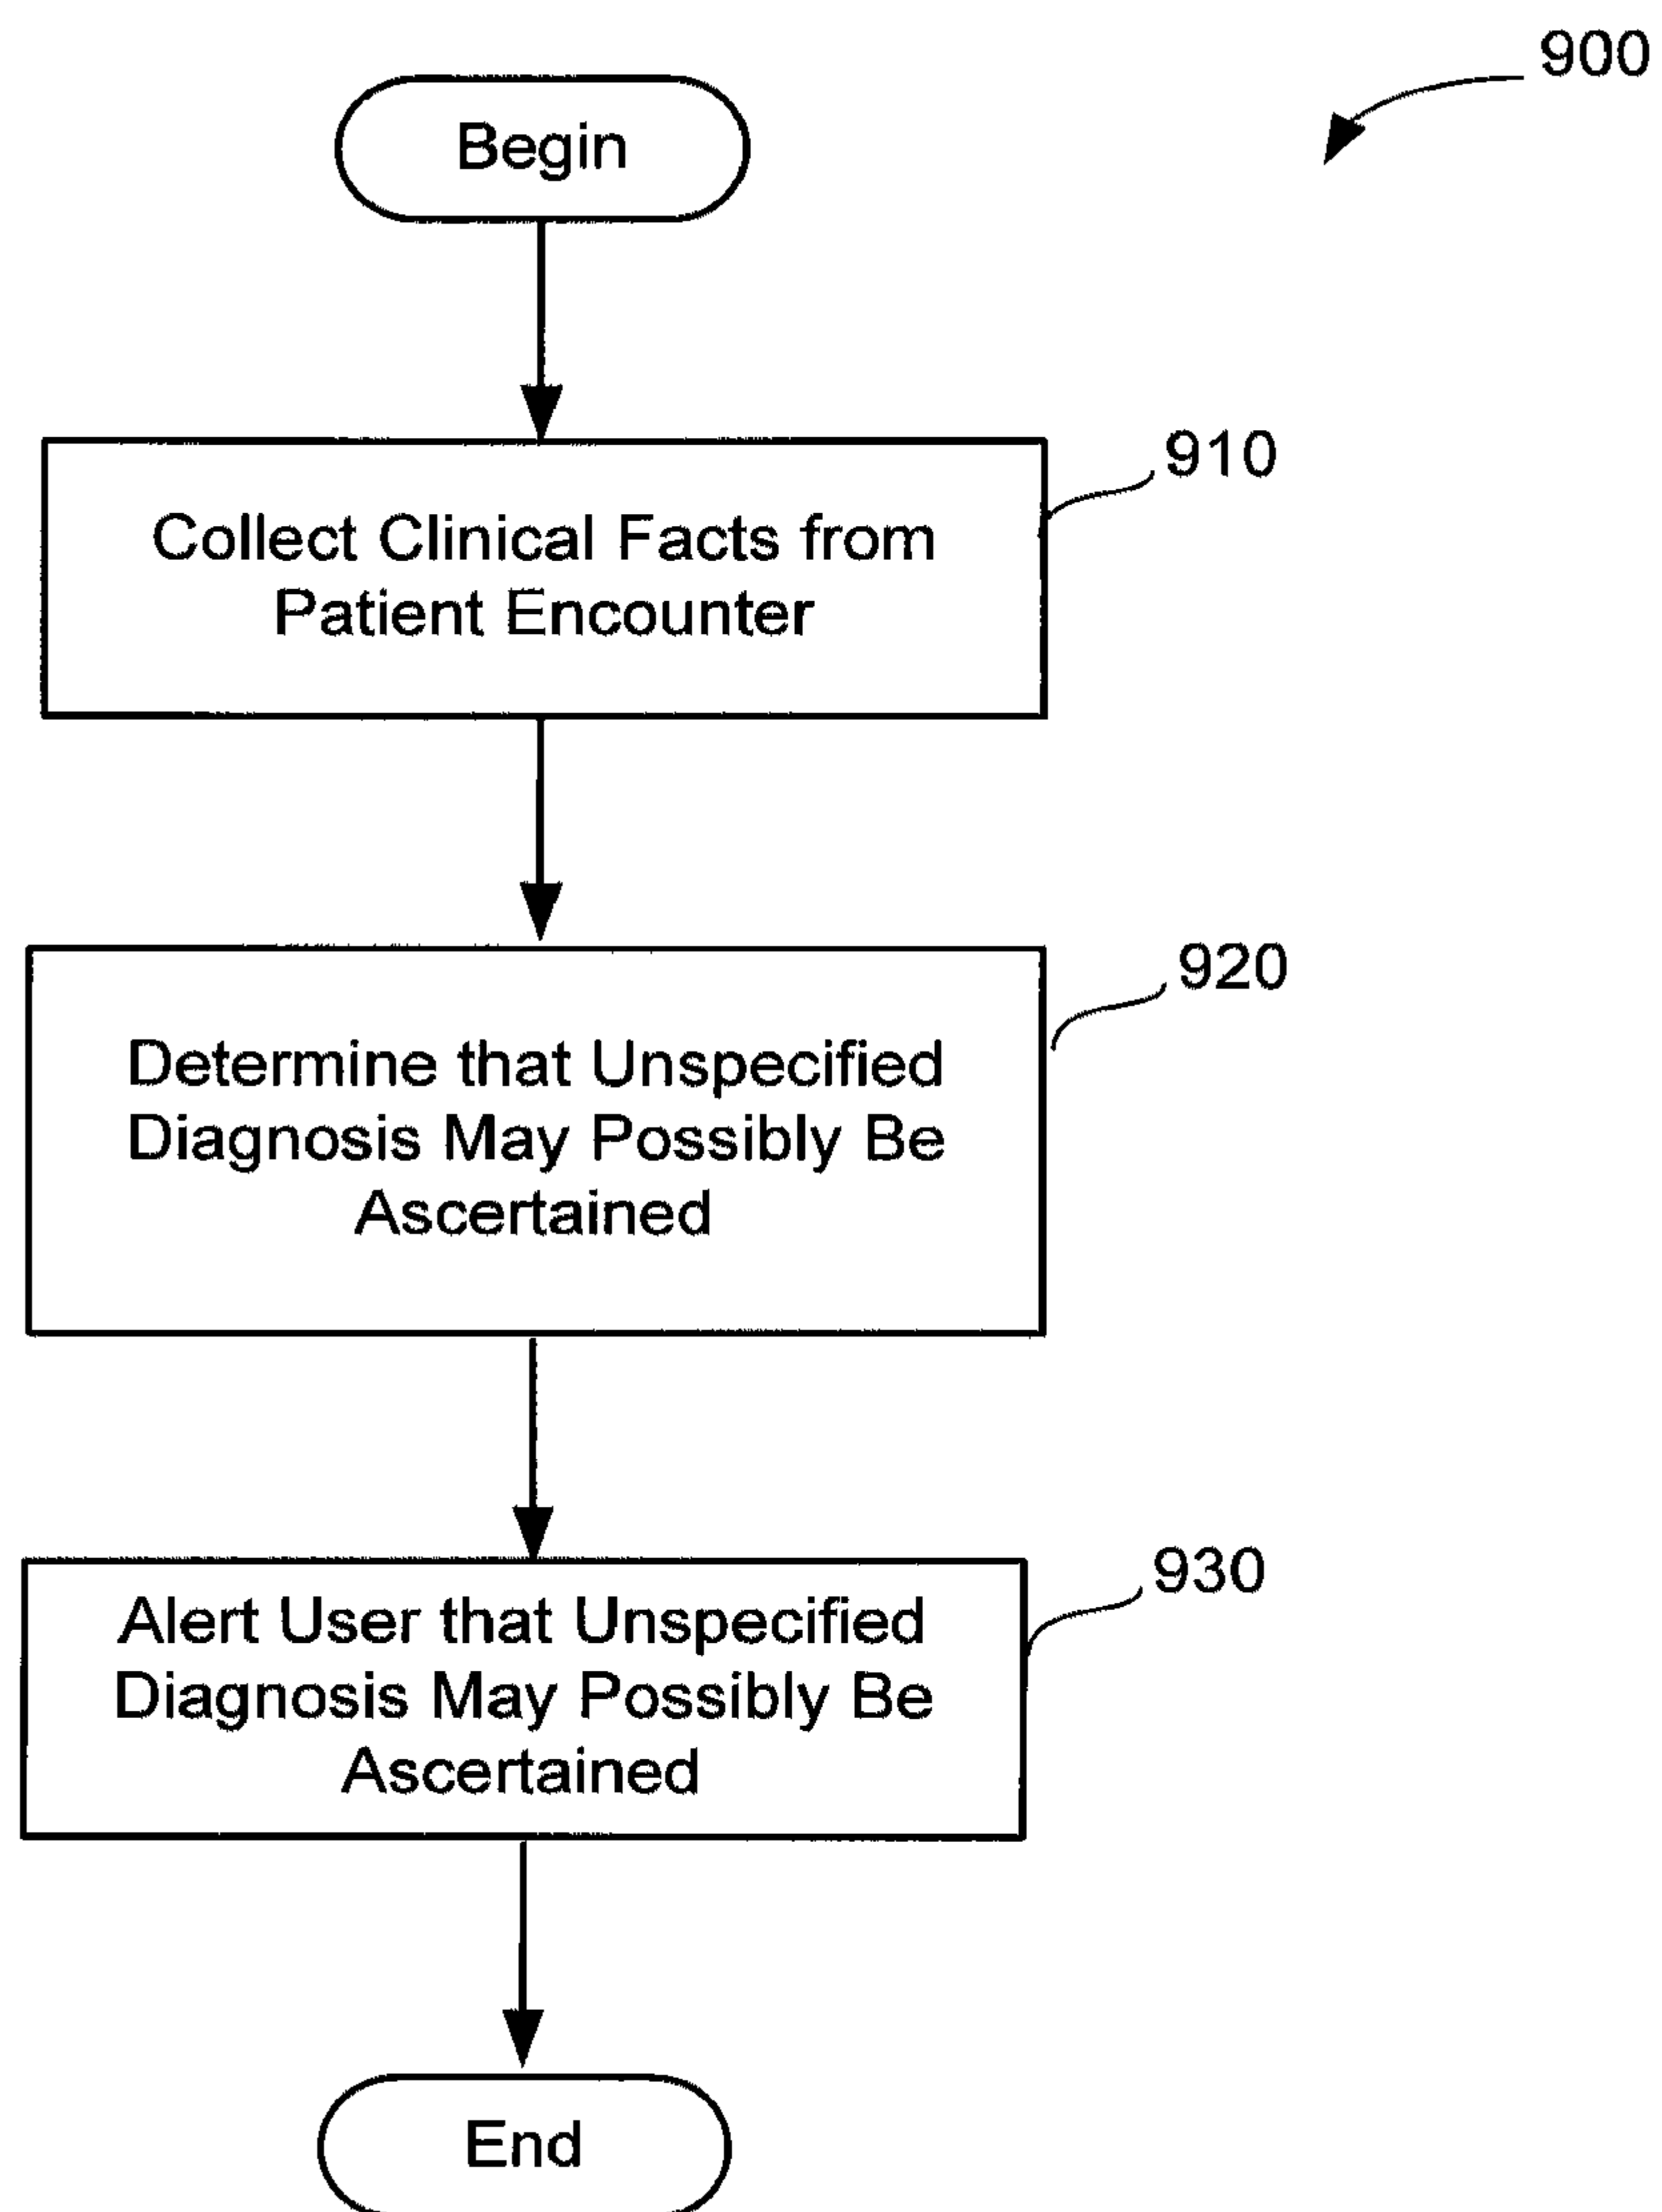 900
Begin
910
Collect Clinical Facts from
Patient Encounter
920
Determine that Unspecified
Diagnosis May Possibly Be
Ascertained
930
Alert User that Unspecified
Diagnosis May Possibly Be
Ascertained
End